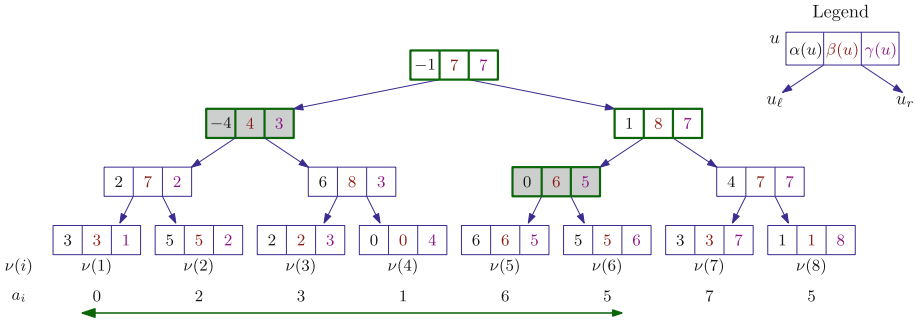 Legend
u α(u) β(u) γ(u)
uℓ uᵣ
−1 7 7
−4 4 3 1 8 7
2 7 2 6 8 3 0 6 5 4 7 7
3 3 1 5 5 2 2 2 3 0 0 4 6 6 5 5 5 6 3 3 7 1 1 8
ν(i) ν(1) ν(2) ν(3) ν(4) ν(5) ν(6) ν(7) ν(8)
aᵢ 0 2 3 1 6 5 7 5